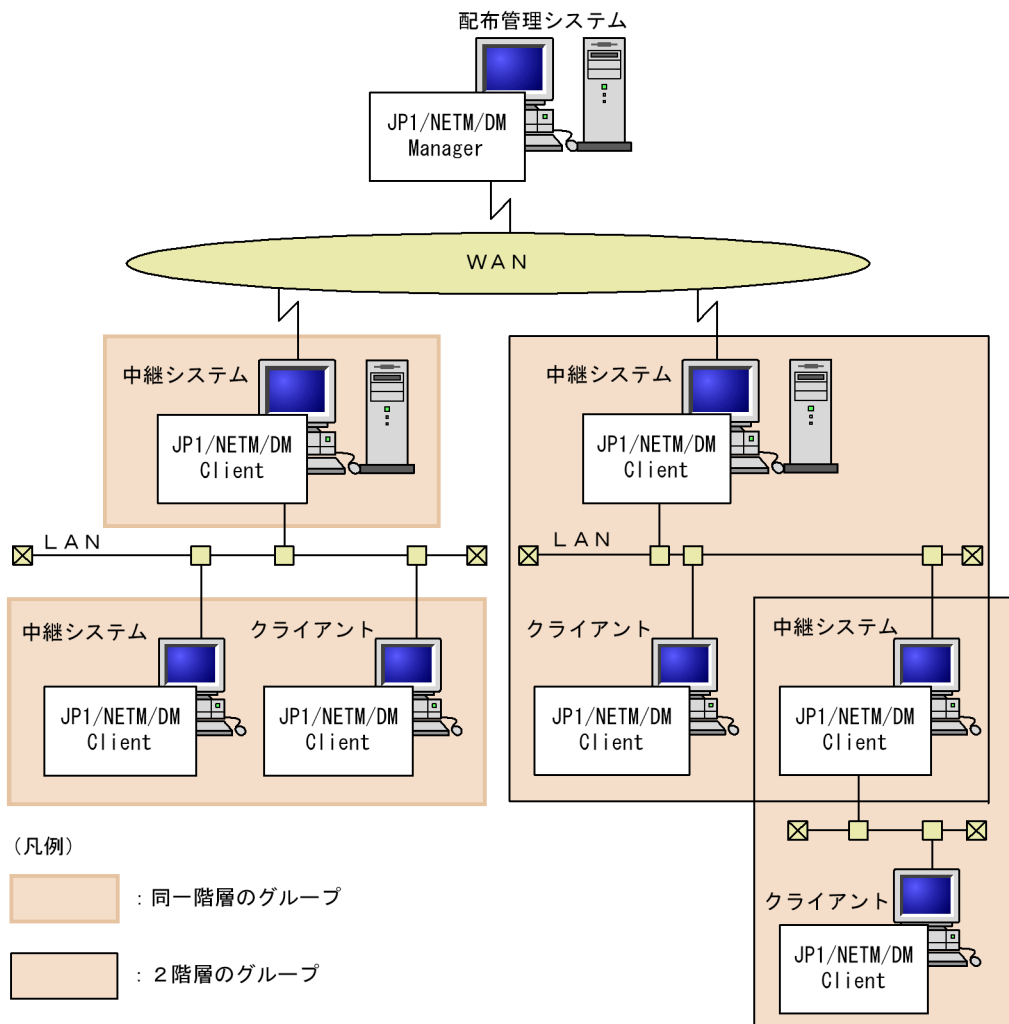 配布管理システム
JP1/NETM/DM
Manager
ＷＡＮ
中継システム
JP1/NETM/DM
Client
中継システム
JP1/NETM/DM
Client
ＬＡＮ
ＬＡＮ
中継システム
JP1/NETM/DM
Client
クライアント
JP1/NETM/DM
Client
クライアント
JP1/NETM/DM
Client
中継システム
JP1/NETM/DM
Client
クライアント
JP1/NETM/DM
Client
（凡例）
：同一階層のグループ
：２階層のグループ